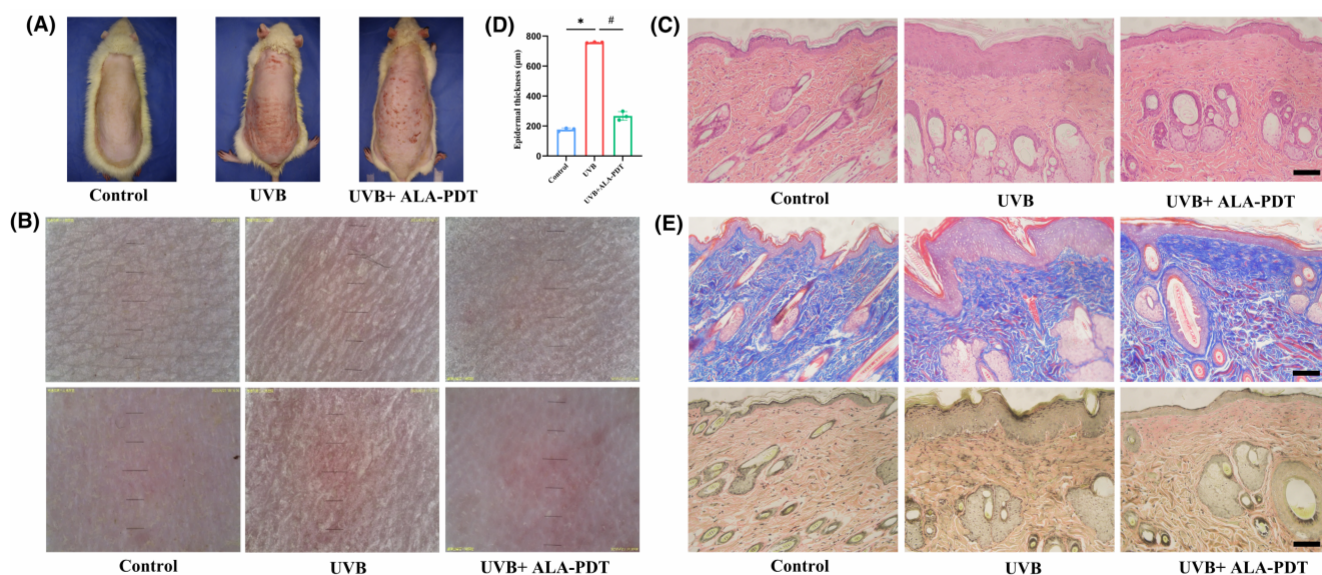 (A)
Control
UVB
UVB+ ALA-PDT
(D)
*
#
Epidermal thickness (μm)
800
600
400
200
0
Control
UVB
UVB+ALA-PDT
(C)
Control
UVB
UVB+ ALA-PDT
(B)
Control
UVB
UVB+ ALA-PDT
(E)
Control
UVB
UVB+ ALA-PDT